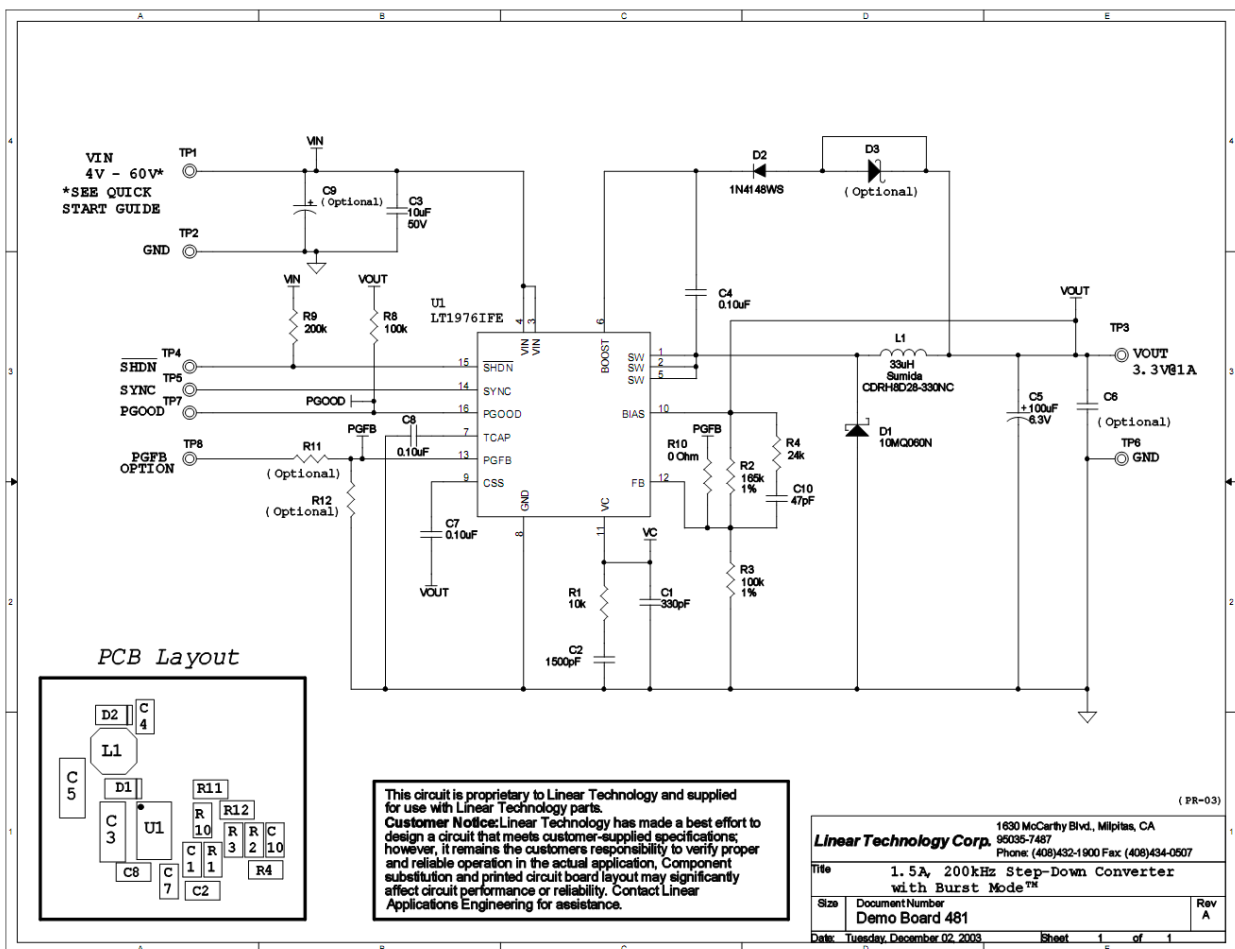 A B C D E
4
VIN
4V - 60V*
*SEE QUICK
START GUIDE
TP1
VIN
C9
+
(Optional)
C3
10uF
50V
GND
TP2
D2
1N4148WS
D3
(Optional)
4
3
VIN
R9
200k
VOUT
R8
100k
U1
LT1976IFE
4
3
6
VIN
VIN
BOOST
C4
0.10uF
VOUT
SHDN
TP4
15
SHDN
SYNC
TP5
14
SYNC
PGOOD
TP7
PGOOD
16
PGOOD
C8
0.10uF
7
TCAP
PGFB
OPTION
TP8
PGFB
13
PGFB
R11
(Optional)
9
CSS
R12
(Optional)
GND
8
VC
11
SW 1
SW 2
SW 5
BIAS 10
FB 12
L1
33uH
Sumida
CDRH8D28-330NC
TP3
VOUT
3.3V@1A
3
R10
0 Ohm
PGFB
R2
165k
1%
R4
24k
C10
47pF
D1
10MQ060N
C5
+
100uF
6.3V
C6
(Optional)
TP6
GND
C7
0.10uF
VOUT
2
VC
R1
10k
C1
330pF
C2
1500pF
R3
100k
1%
2
PCB Layout
D2
C4
L1
C5
D1
C3
U1
R11
R10
R12
R3
R2
C10
C1
R1
R4
C8
C7
C2
1
This circuit is proprietary to Linear Technology and supplied
for use with Linear Technology parts.
Customer Notice:Linear Technology has made a best effort to
design a circuit that meets customer-supplied specifications;
however, it remains the customers responsibility to verify proper
and reliable operation in the actual application, Component
substitution and printed circuit board layout may significantly
affect circuit performance or reliability. Contact Linear
Applications Engineering for assistance.
(PR-03)
1
Linear Technology Corp.
1630 McCarthy Blvd., Milpitas, CA
95035-7487
Phone: (408)432-1900 Fax: (408)434-0507
Title
1.5A, 200kHz Step-Down Converter
with Burst Mode™
Size
Document Number
Demo Board 481
Rev
A
Date: Tuesday, December 02, 2003 Sheet 1 of 1
A B C D E